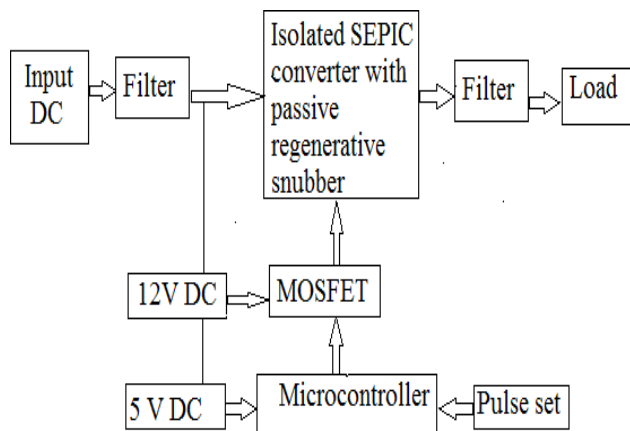 Input
DC
Filter
Isolated SEPIC
converter with
passive
regenerative
snubber
Filter
Load
12V DC
MOSFET
5 V DC
Microcontroller
Pulse set